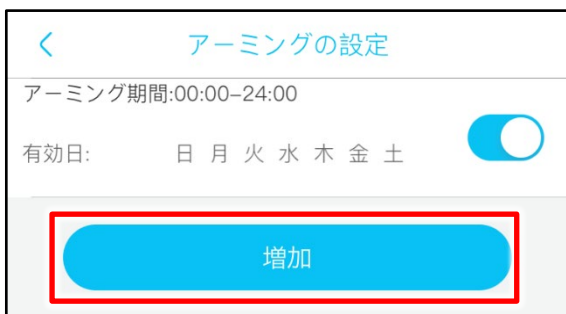 アーミングの設定
アーミング期間:00:00–24:00
有効日: 日 月 火 水 木 金 土
増加